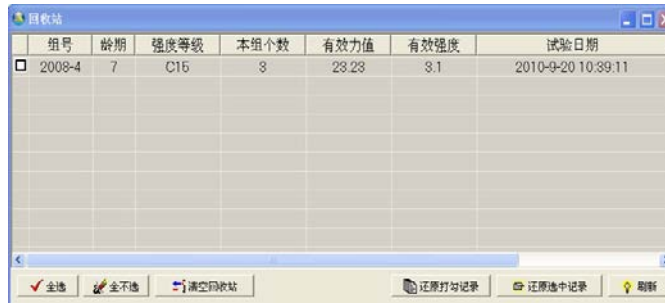 回收站
组号 龄期 强度等级 本组个数 有效力值 有效强度 试验日期
2008-4 7 C15 3 23.23 3.1 2010-9-20 10:39:11
全选 全不选 清空回收站 还原打勾记录 还原选中记录 刷新